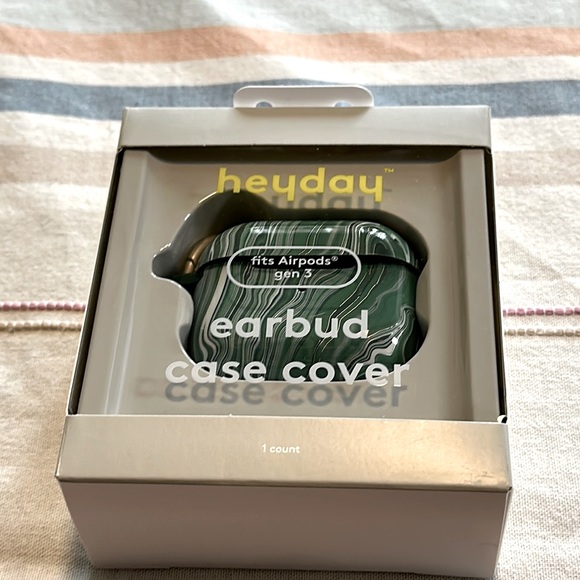 heyday™
fits Airpods®
gen 3
earbud
case cover
1 count